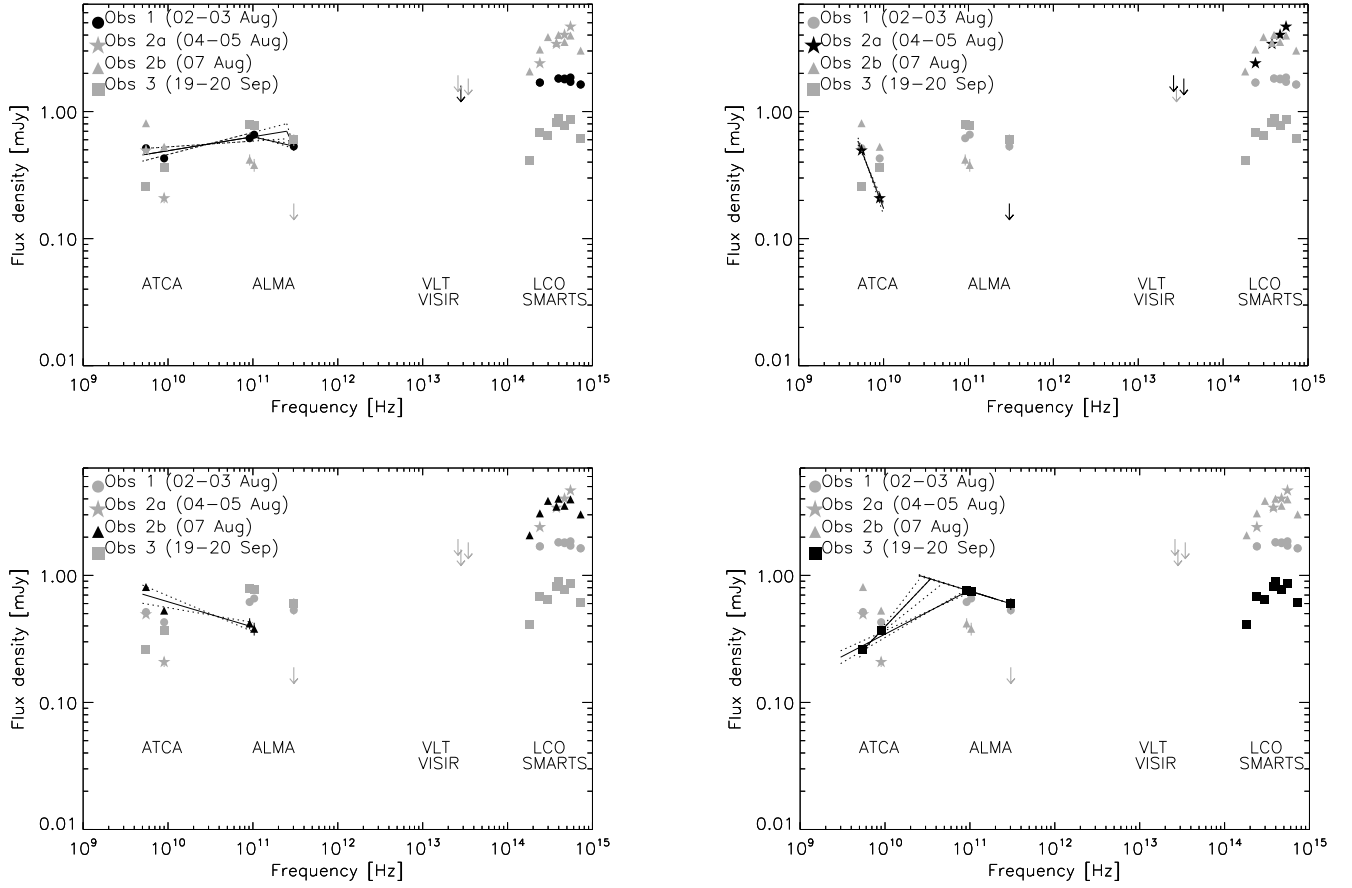 Obs 1 (02-03 Aug)
Obs 2a (04-05 Aug)
Obs 2b (07 Aug)
Obs 3 (19-20 Sep)
1.00
0.10
0.01
Flux density [mJy]
ATCA ALMA VLT LCO
VISIR SMARTS
10^9 10^10 10^11 10^12 10^13 10^14 10^15
Frequency [Hz]
Obs 1 (02-03 Aug)
Obs 2a (04-05 Aug)
Obs 2b (07 Aug)
Obs 3 (19-20 Sep)
1.00
0.10
0.01
Flux density [mJy]
ATCA ALMA VLT LCO
VISIR SMARTS
10^9 10^10 10^11 10^12 10^13 10^14 10^15
Frequency [Hz]
Obs 1 (02-03 Aug)
Obs 2a (04-05 Aug)
Obs 2b (07 Aug)
Obs 3 (19-20 Sep)
1.00
0.10
0.01
Flux density [mJy]
ATCA ALMA VLT LCO
VISIR SMARTS
10^9 10^10 10^11 10^12 10^13 10^14 10^15
Frequency [Hz]
Obs 1 (02-03 Aug)
Obs 2a (04-05 Aug)
Obs 2b (07 Aug)
Obs 3 (19-20 Sep)
1.00
0.10
0.01
Flux density [mJy]
ATCA ALMA VLT LCO
VISIR SMARTS
10^9 10^10 10^11 10^12 10^13 10^14 10^15
Frequency [Hz]